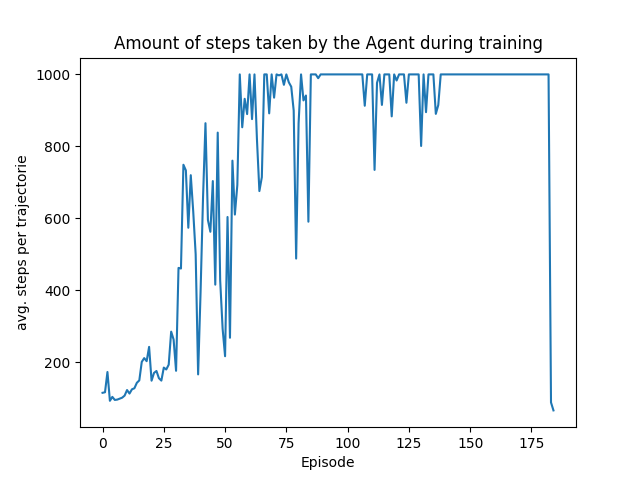 Amount of steps taken by the Agent during training
1000
800
600
400
200
avg. steps per trajectorie
0 25 50 75 100 125 150 175
Episode